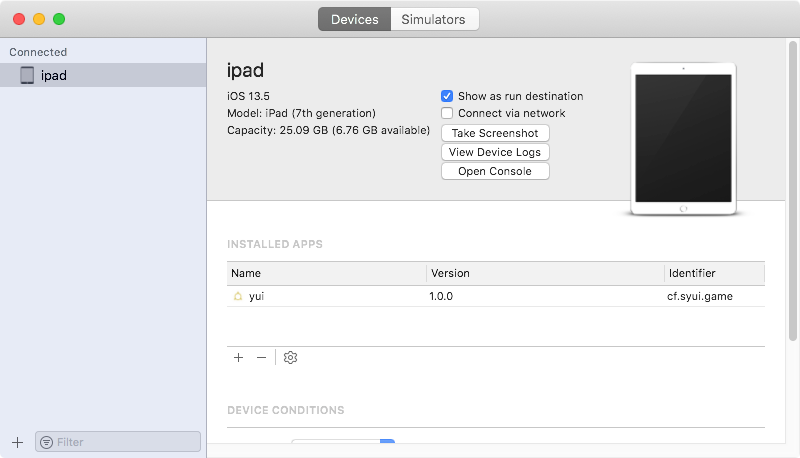 Devices
Simulators
Connected
ipad
ipad
iOS 13.5
Model: iPad (7th generation)
Capacity: 25.09 GB (6.76 GB available)
Show as run destination
Connect via network
Take Screenshot
View Device Logs
Open Console
INSTALLED APPS
Name Version Identifier
yui 1.0.0 cf.syui.game
DEVICE CONDITIONS
Filter